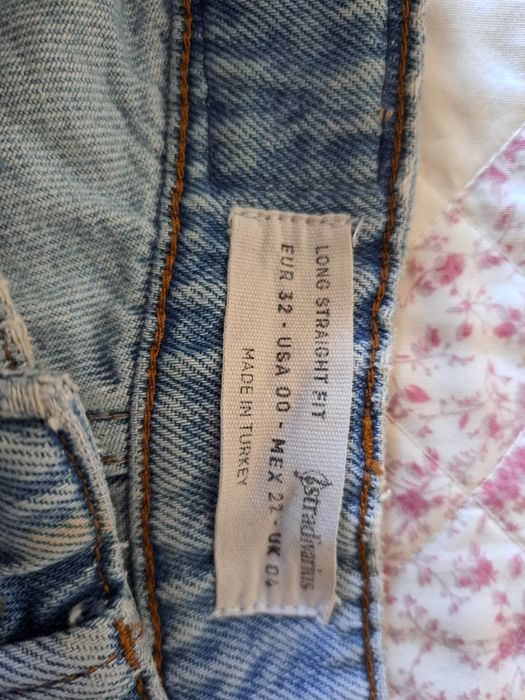 LONG STRAIGHT FIT
Stradivarius
EUR 32 - USA 00 - MEX 22 - UK 04
MADE IN TURKEY